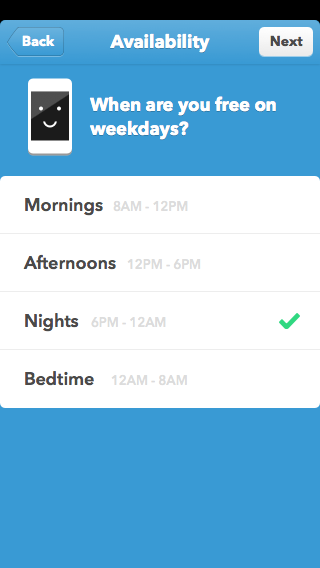 Back Availability Next
When are you free on
weekdays?
Mornings 8AM - 12PM
Afternoons 12PM - 6PM
Nights 6PM - 12AM
Bedtime 12AM - 8AM